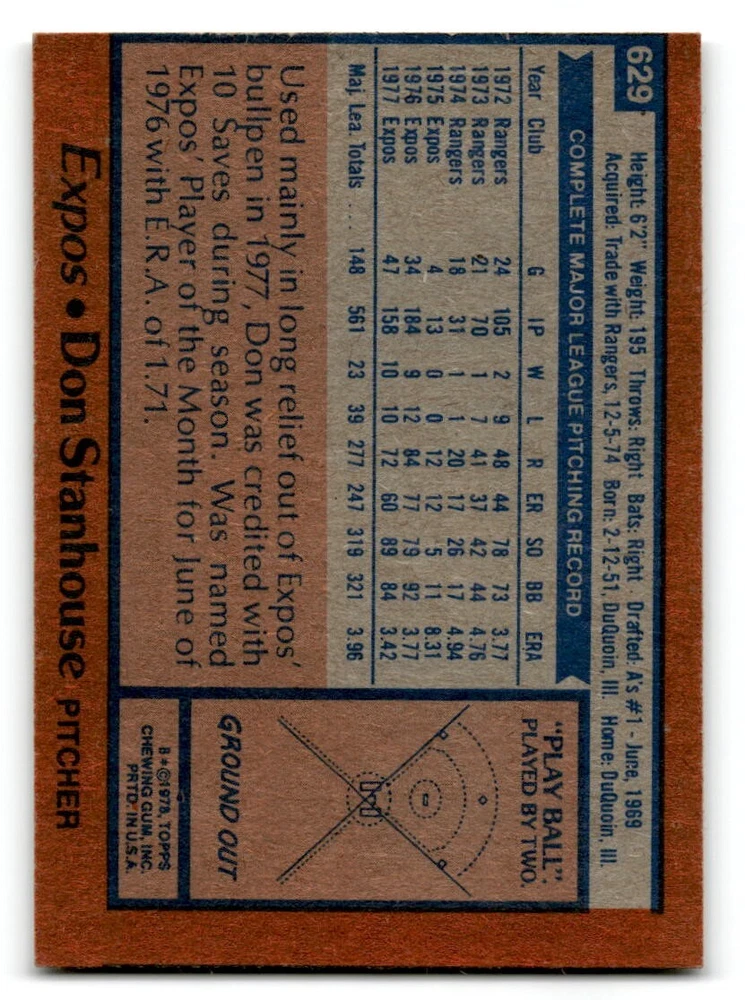 629
Height: 6'2" Weight: 195 Throws: Right Bats: Right · Drafted: A's #1 - June, 1969
Acquired: Trade with Rangers, 12-5-74 Born: 2-12-51, DuQuoin, Ill. Home: DuQuoin, Ill.
COMPLETE MAJOR LEAGUE PITCHING RECORD
Year Club G IP W L R ER SO BB ERA
1972 Rangers 24 105 2 9 48 44 78 73 3.77
1973 Rangers 21 70 1 7 41 37 42 44 4.76
1974 Rangers 18 31 1 1 20 17 26 17 4.94
1975 Expos 4 13 0 0 12 12 5 11 8.31
1976 Expos 34 184 9 12 84 77 79 92 3.77
1977 Expos 47 158 10 10 72 60 89 84 3.42
Maj. Lea. Totals .... 148 561 23 39 277 247 319 321 3.96
Used mainly in long relief out of Expos'
bullpen in 1977, Don was credited with
10 Saves during season. Was named
Expos' Player of the Month for June of
1976 with E.R.A. of 1.71.
"PLAY BALL"
PLAYED BY TWO.
GROUND OUT
B*©1978, TOPPS
CHEWING GUM, INC.
PRTD. IN U.S.A.
Expos • Don Stanhouse PITCHER